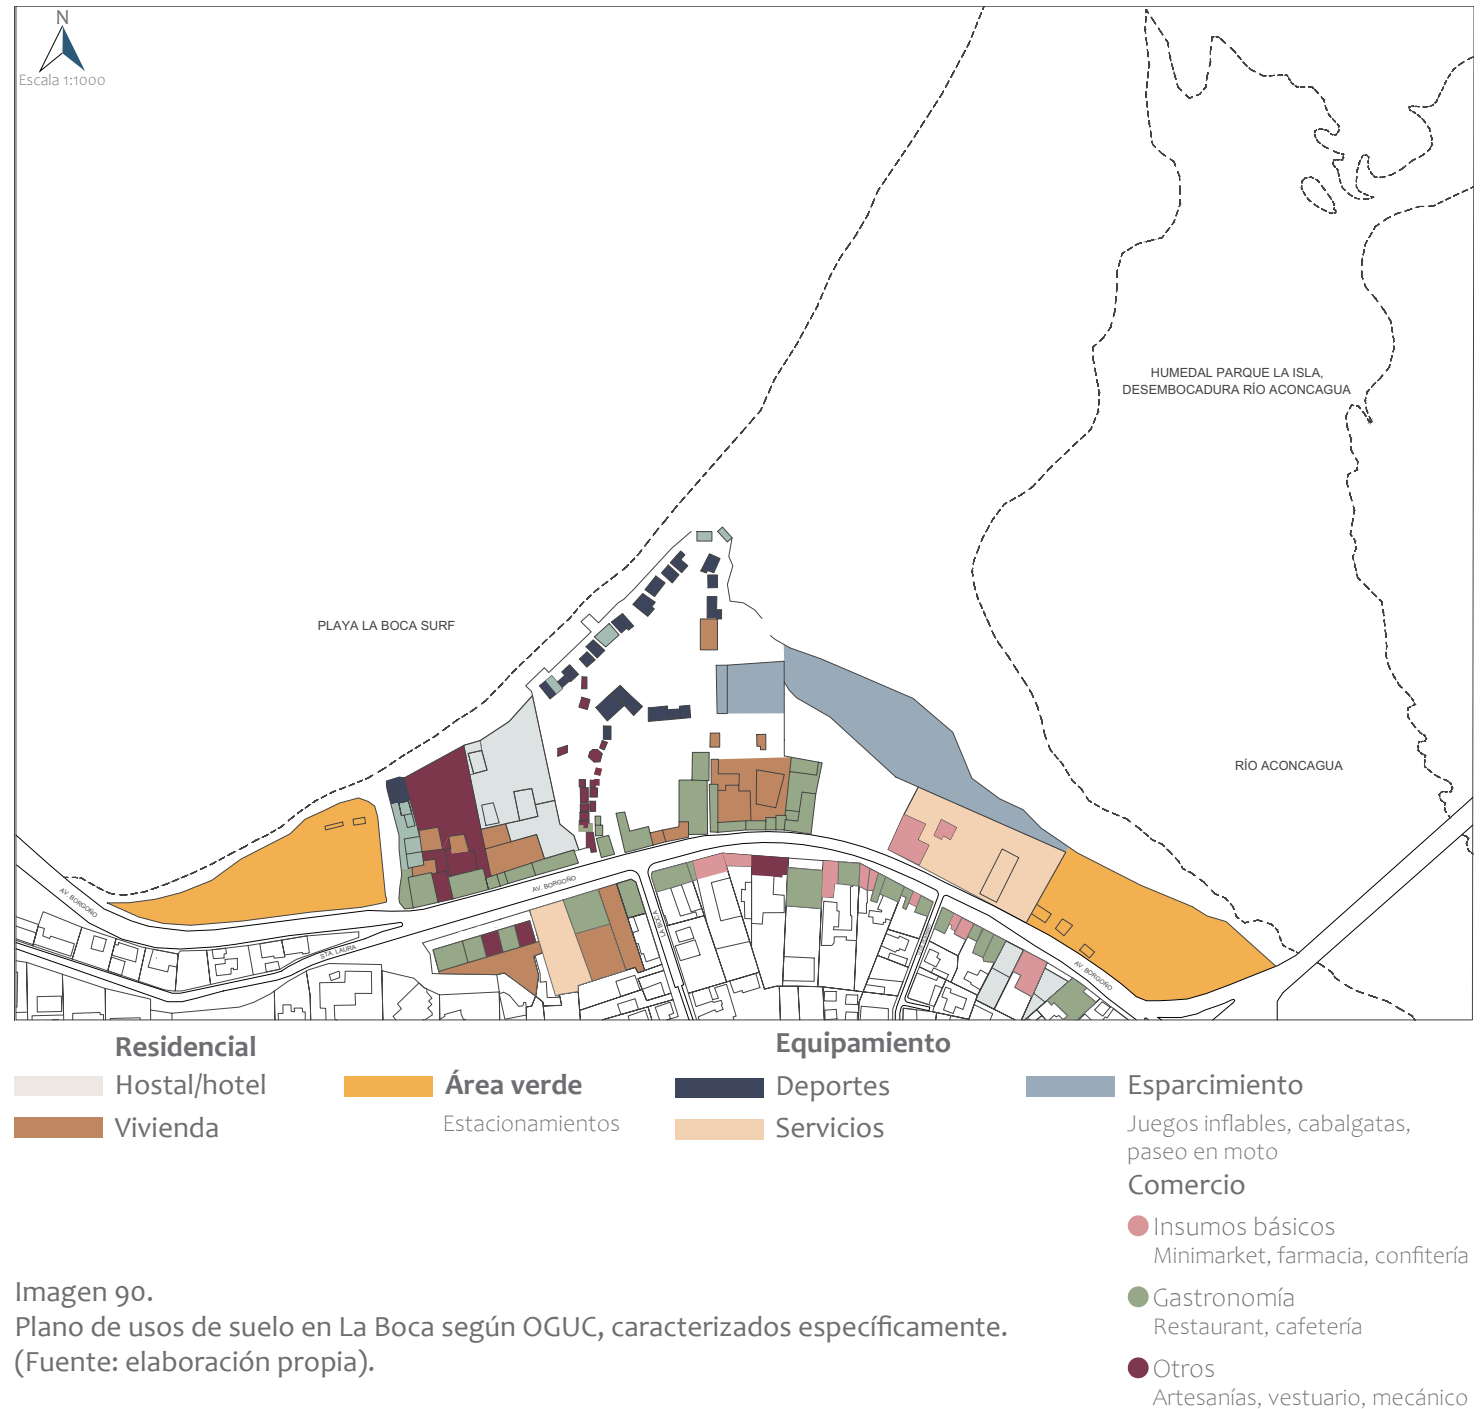 N
Escala 1:1000
HUMEDAL PARQUE LA ISLA,
DESEMBOCADURA RÍO ACONCAGUA
PLAYA LA BOCA SURF
RÍO ACONCAGUA
AV. BORGOÑO
STA. LAURA
AV. BORGOÑO
LA BOCA
AV. BORGOÑO
Residencial
Hostal/hotel
Vivienda
Área verde
Estacionamientos
Equipamiento
Deportes
Servicios
Esparcimiento
Juegos inflables, cabalgatas,
paseo en moto
Comercio
Insumos básicos
Minimarket, farmacia, confitería
Gastronomía
Restaurant, cafetería
Otros
Artesanías, vestuario, mecánico
Imagen 90.
Plano de usos de suelo en La Boca según OGUC, caracterizados específicamente.
(Fuente: elaboración propia).